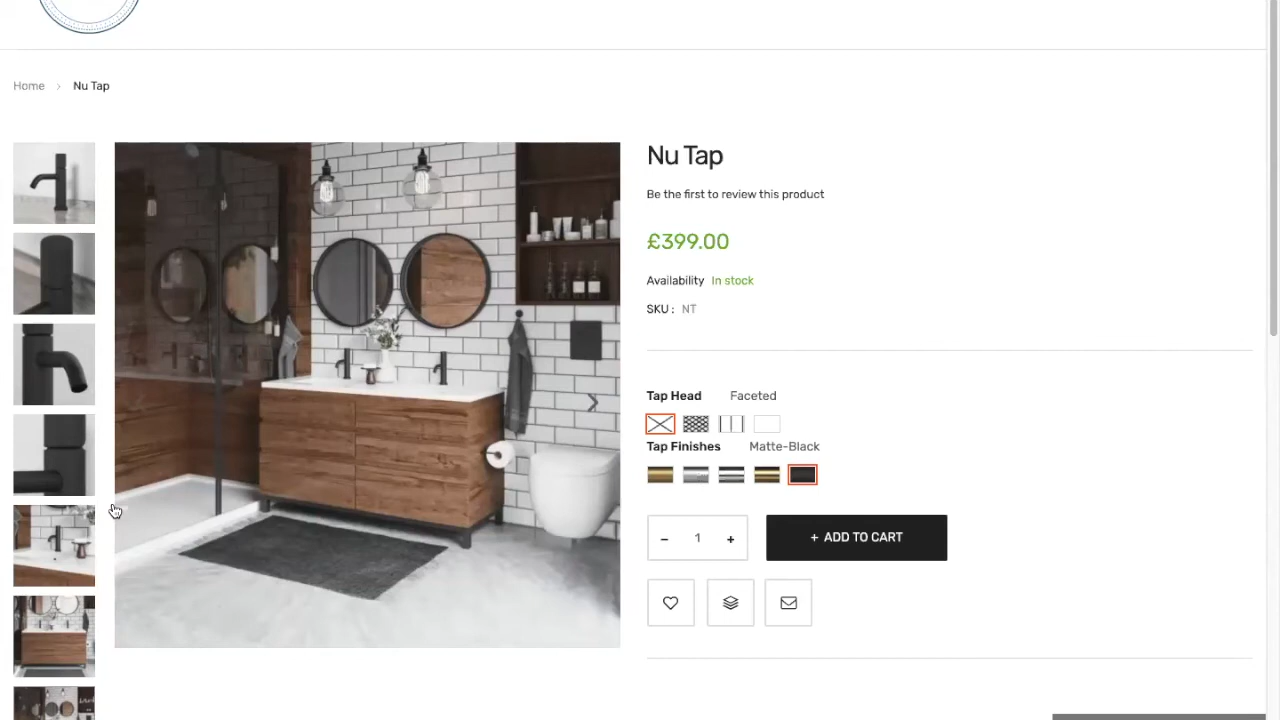 Home > Nu Tap
Nu Tap
Be the first to review this product
£399.00
Availability In stock
SKU : NT
Tap Head Faceted
Tap Finishes Matte-Black
- 1 +
+ ADD TO CART